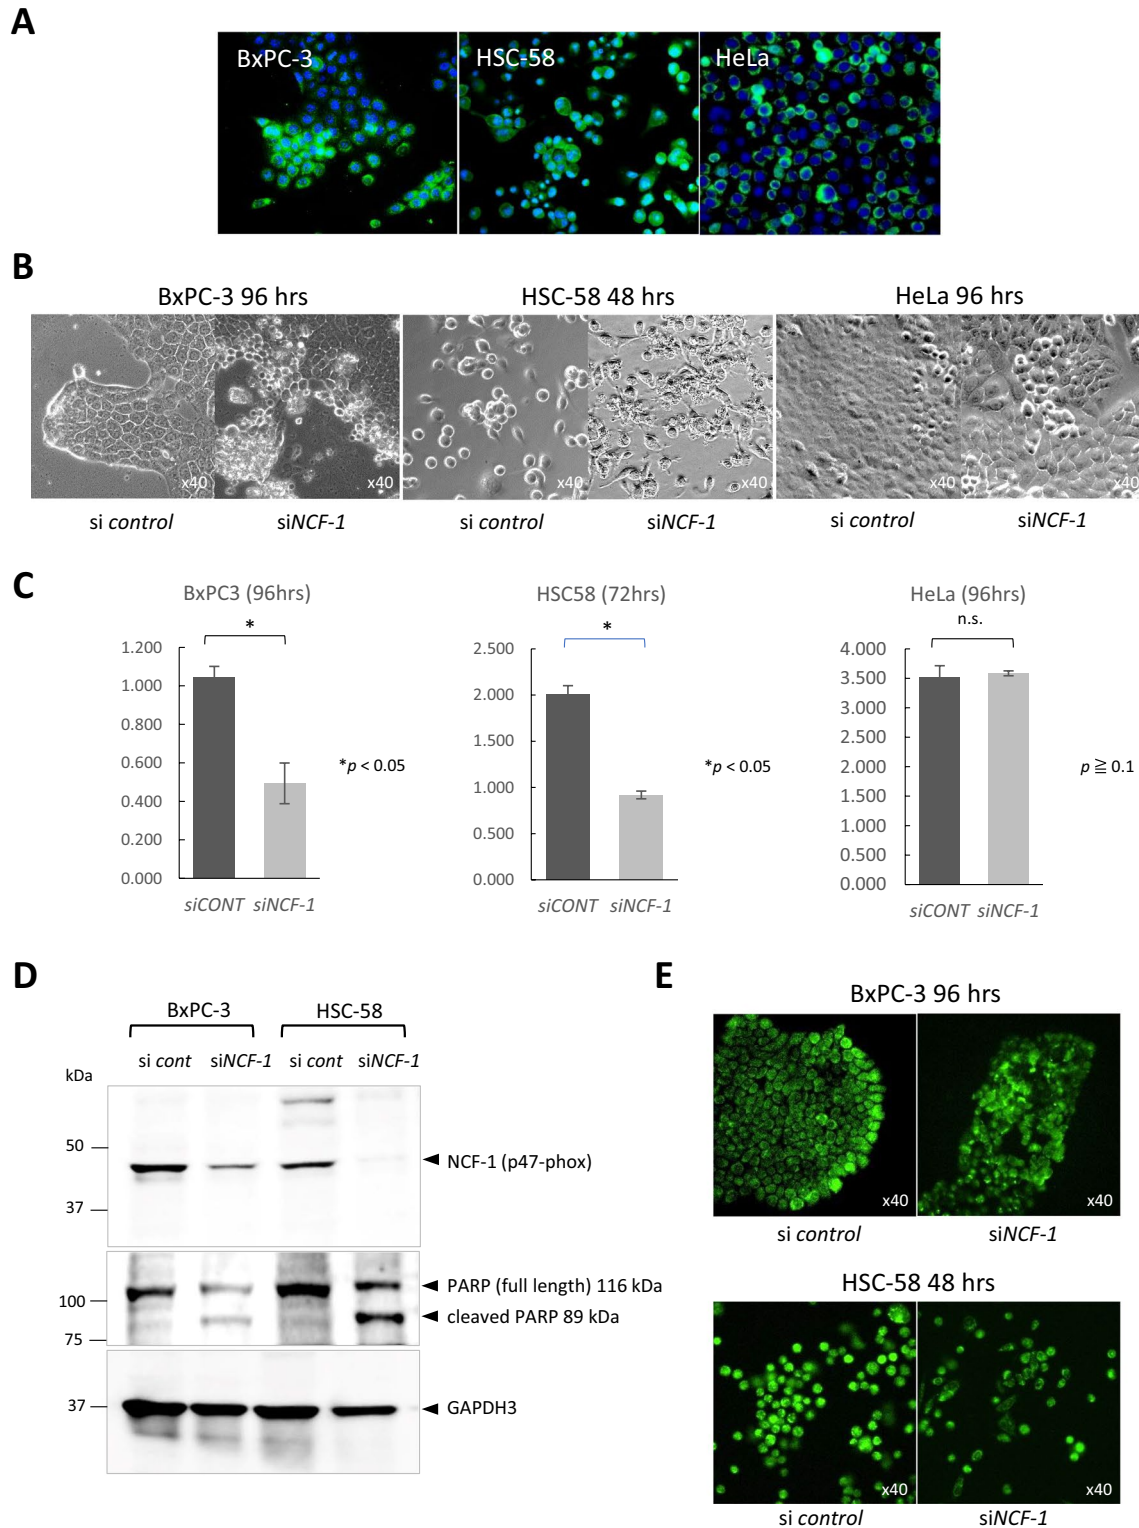 A
BxPC-3
HSC-58
HeLa
B
BxPC-3 96 hrs
HSC-58 48 hrs
HeLa 96 hrs
x40
x40
x40
x40
x40
x40
si control
siNCF-1
si control
siNCF-1
si control
siNCF-1
C
BxPC3 (96hrs)
*
1.200
1.000
0.800
0.600
0.400
0.200
0.000
siCONT
siNCF-1
*p < 0.05
HSC58 (72hrs)
*
2.500
2.000
1.500
1.000
0.500
0.000
siCONT
siNCF-1
*p < 0.05
HeLa (96hrs)
n.s.
4.000
3.500
3.000
2.500
2.000
1.500
1.000
0.500
0.000
siCONT
siNCF-1
p ≧ 0.1
D
BxPC-3
HSC-58
si cont
siNCF-1
si cont
siNCF-1
kDa
50
37
NCF-1 (p47-phox)
100
75
PARP (full length) 116 kDa
cleaved PARP 89 kDa
37
GAPDH3
E
BxPC-3 96 hrs
x40
x40
si control
siNCF-1
HSC-58 48 hrs
x40
x40
si control
siNCF-1